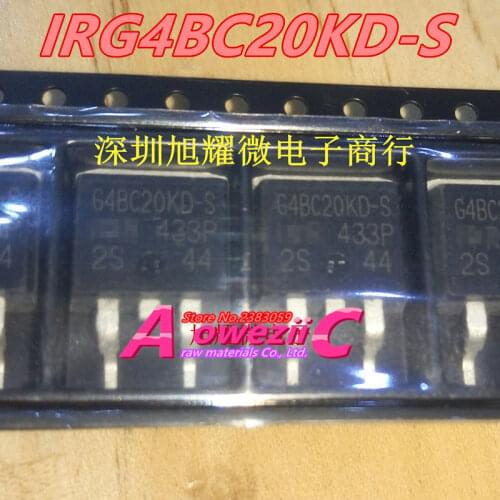 IRG4BC20KD-S
深圳旭耀微电子商行
G4BC20KD-S
433P
2S 44
G4BC20KD-S
433P
2S 44
G4BC
2S
4
Store No.2383059
Aowezii C
raw materials Co., Ltd.